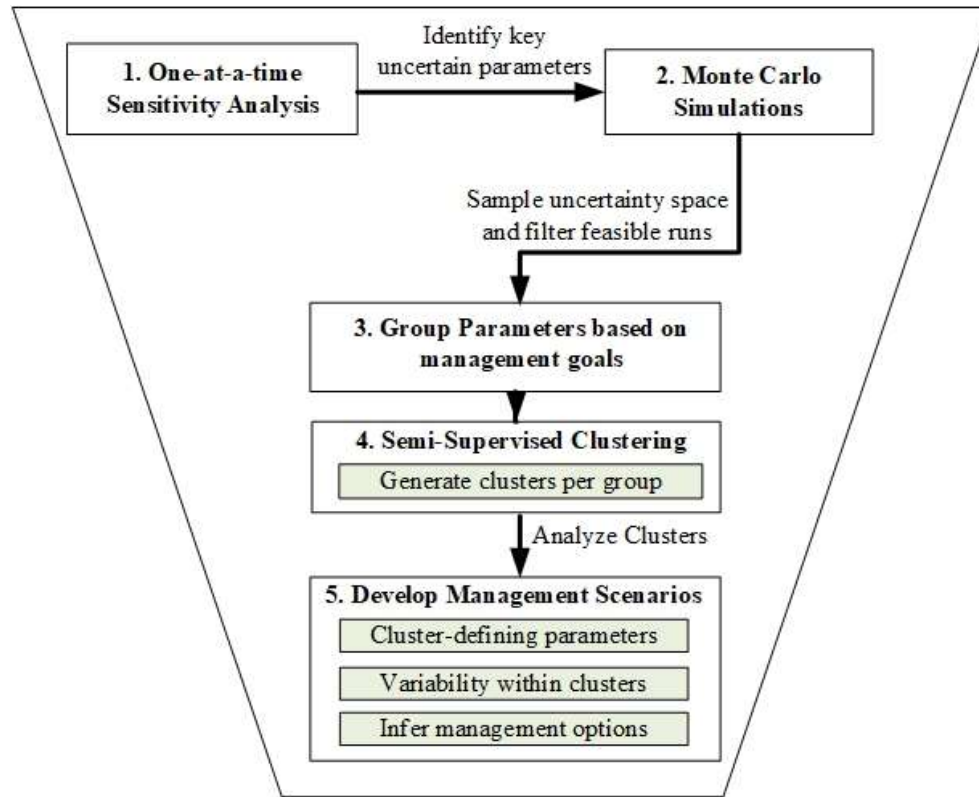 1. One-at-a-time
Sensitivity Analysis
Identify key
uncertain parameters
2. Monte Carlo
Simulations
Sample uncertainty space
and filter feasible runs
3. Group Parameters based on
management goals
4. Semi-Supervised Clustering
Generate clusters per group
Analyze Clusters
5. Develop Management Scenarios
Cluster-defining parameters
Variability within clusters
Infer management options